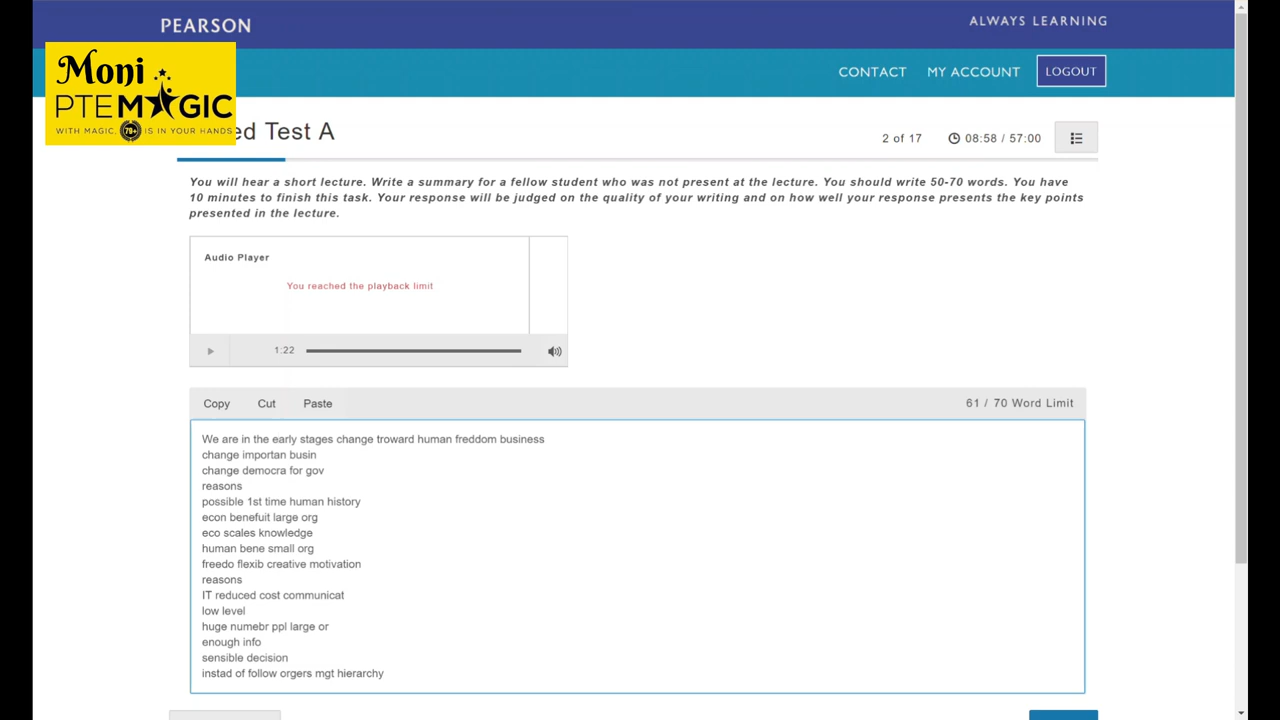 PEARSON
ALWAYS LEARNING
Moni
PTEMAGIC
WITH MAGIC, 79+ IS IN YOUR HANDS
CONTACT
MY ACCOUNT
LOGOUT
ed Test A
2 of 17
08:58 / 57:00
You will hear a short lecture. Write a summary for a fellow student who was not present at the lecture. You should write 50-70 words. You have
10 minutes to finish this task. Your response will be judged on the quality of your writing and on how well your response presents the key points
presented in the lecture.
Audio Player
You reached the playback limit
1:22
Copy
Cut
Paste
61 / 70 Word Limit
We are in the early stages change troward human freddom business
change importan busin
change democra for gov
reasons
possible 1st time human history
econ benefuit large org
eco scales knowledge
human bene small org
freedo flexib creative motivation
reasons
IT reduced cost communicat
low level
huge numebr ppl large or
enough info
sensible decision
instad of follow orgers mgt hierarchy